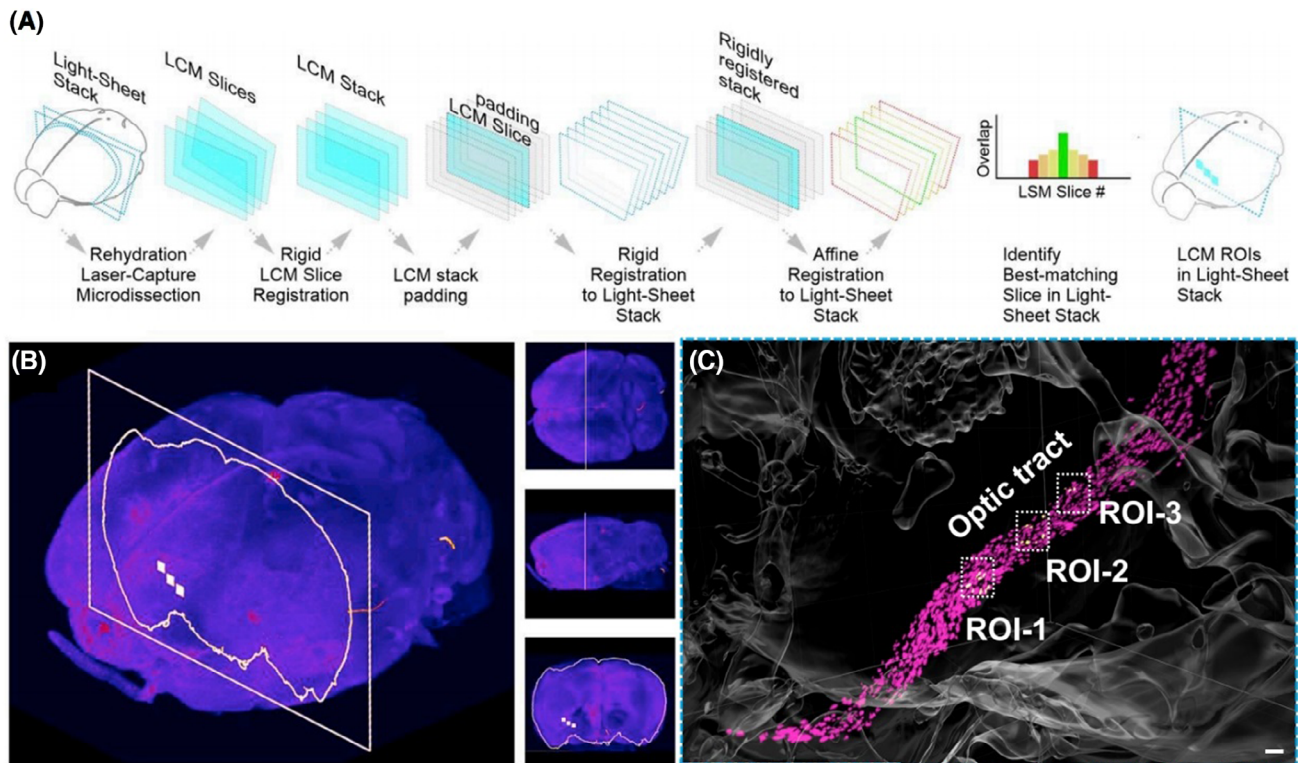 (A)
Light-Sheet
Stack
LCM Slices
LCM Stack
padding
LCM Slice
Rigidly
registered
stack
Overlap
LSM Slice #
Rehydration
Laser-Capture
Microdissection
Rigid
LCM Slice
Registration
LCM stack
padding
Rigid
Registration
to Light-Sheet
Stack
Affine
Registration
to Light-Sheet
Stack
Identify
Best-matching
Slice in Light-
Sheet Stack
LCM ROIs
in Light-Sheet
Stack
(B)
(C)
Optic tract
ROI-3
ROI-2
ROI-1